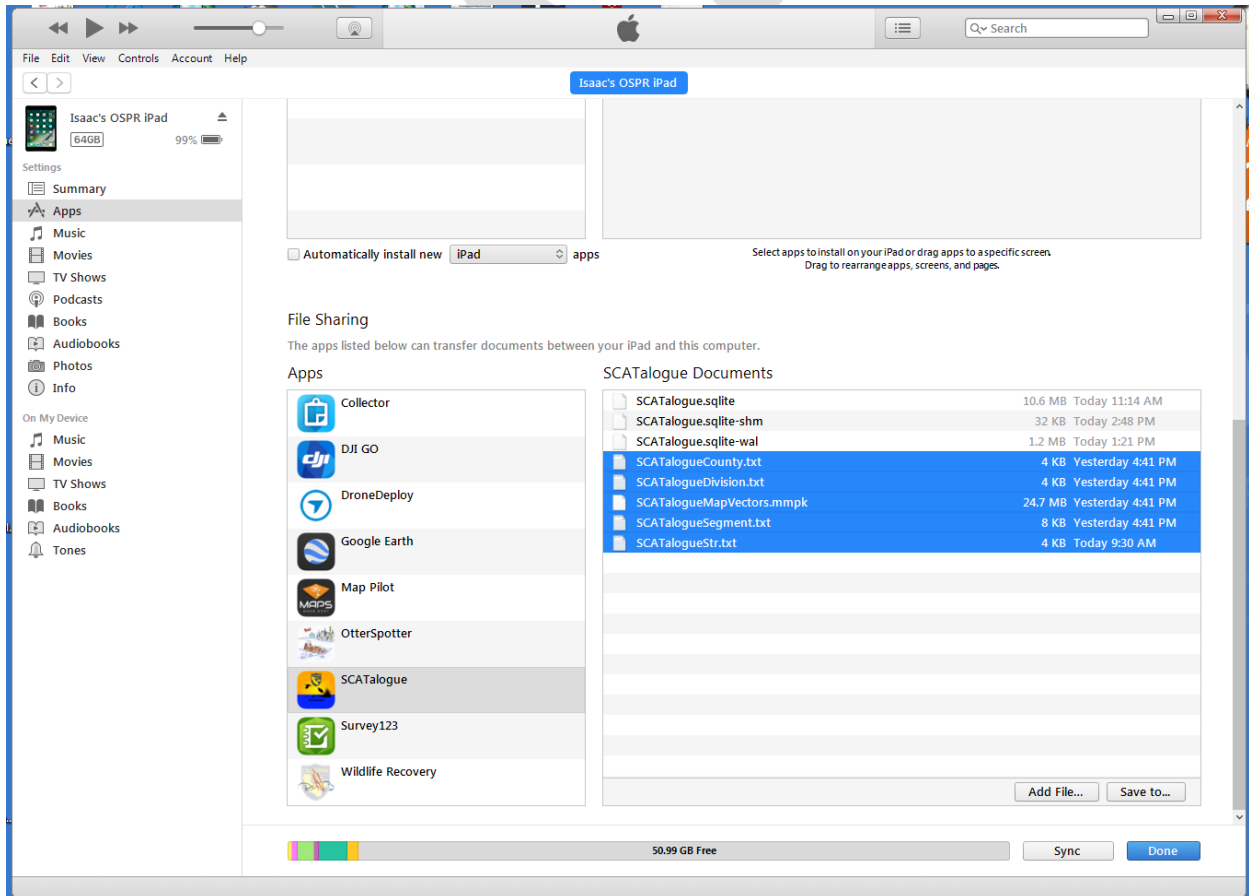 Search
File Edit View Controls Account Help
Isaac's OSPR iPad
Isaac's OSPR iPad
64GB 99%
Settings
Summary
Apps
Music
Movies
TV Shows
Podcasts
Books
Audiobooks
Photos
Info
On My Device
Music
Movies
TV Shows
Books
Audiobooks
Tones
Automatically install new iPad apps
Select apps to install on your iPad or drag apps to a specific screen.
Drag to rearrange apps, screens, and pages.
File Sharing
The apps listed below can transfer documents between your iPad and this computer.
Apps
Collector
DJI GO
DroneDeploy
Google Earth
Map Pilot
MAPS
OtterSpotter
SCATalogue
Survey123
Wildlife Recovery
SCATalogue Documents
SCATalogue.sqlite 10.6 MB Today 11:14 AM
SCATalogue.sqlite-shm 32 KB Today 2:48 PM
SCATalogue.sqlite-wal 1.2 MB Today 1:21 PM
SCATalogueCounty.txt 4 KB Yesterday 4:41 PM
SCATalogueDivision.txt 4 KB Yesterday 4:41 PM
SCATalogueMapVectors.mmpk 24.7 MB Yesterday 4:41 PM
SCATalogueSegment.txt 8 KB Yesterday 4:41 PM
SCATalogueStr.txt 4 KB Today 9:30 AM
Add File... Save to...
50.99 GB Free
Sync Done